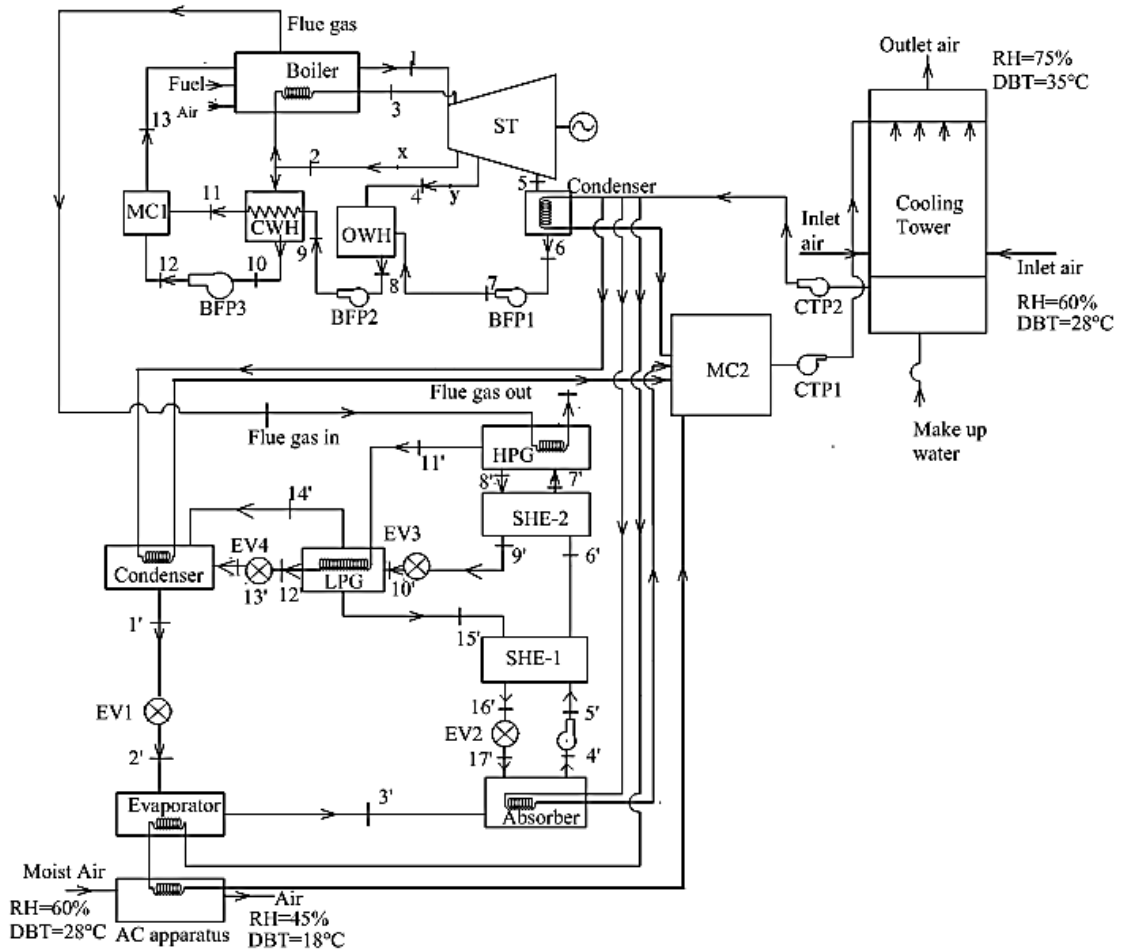 Flue gas
Outlet air
RH=75%
DBT=35°C
Boiler
1
Fuel
Air
3
13
ST
2
x
5
Condenser
4
y
MC1
11
CWH
9
OWH
6
Cooling
Tower
Inlet
air
Inlet air
RH=60%
DBT=28°C
12
10
8
7
BFP3
BFP2
BFP1
CTP2
MC2
CTP1
Flue gas out
Flue gas in
Make up
water
HPG
11'
8'
7'
14'
SHE-2
EV3
EV4
9'
6'
Condenser
13'
12'
LPG
10'
1'
15'
SHE-1
EV1
16'
5'
EV2
17'
4'
2'
Evaporator
3'
Absorber
Moist Air
Air
RH=60%
DBT=28°C
AC apparatus
RH=45%
DBT=18°C